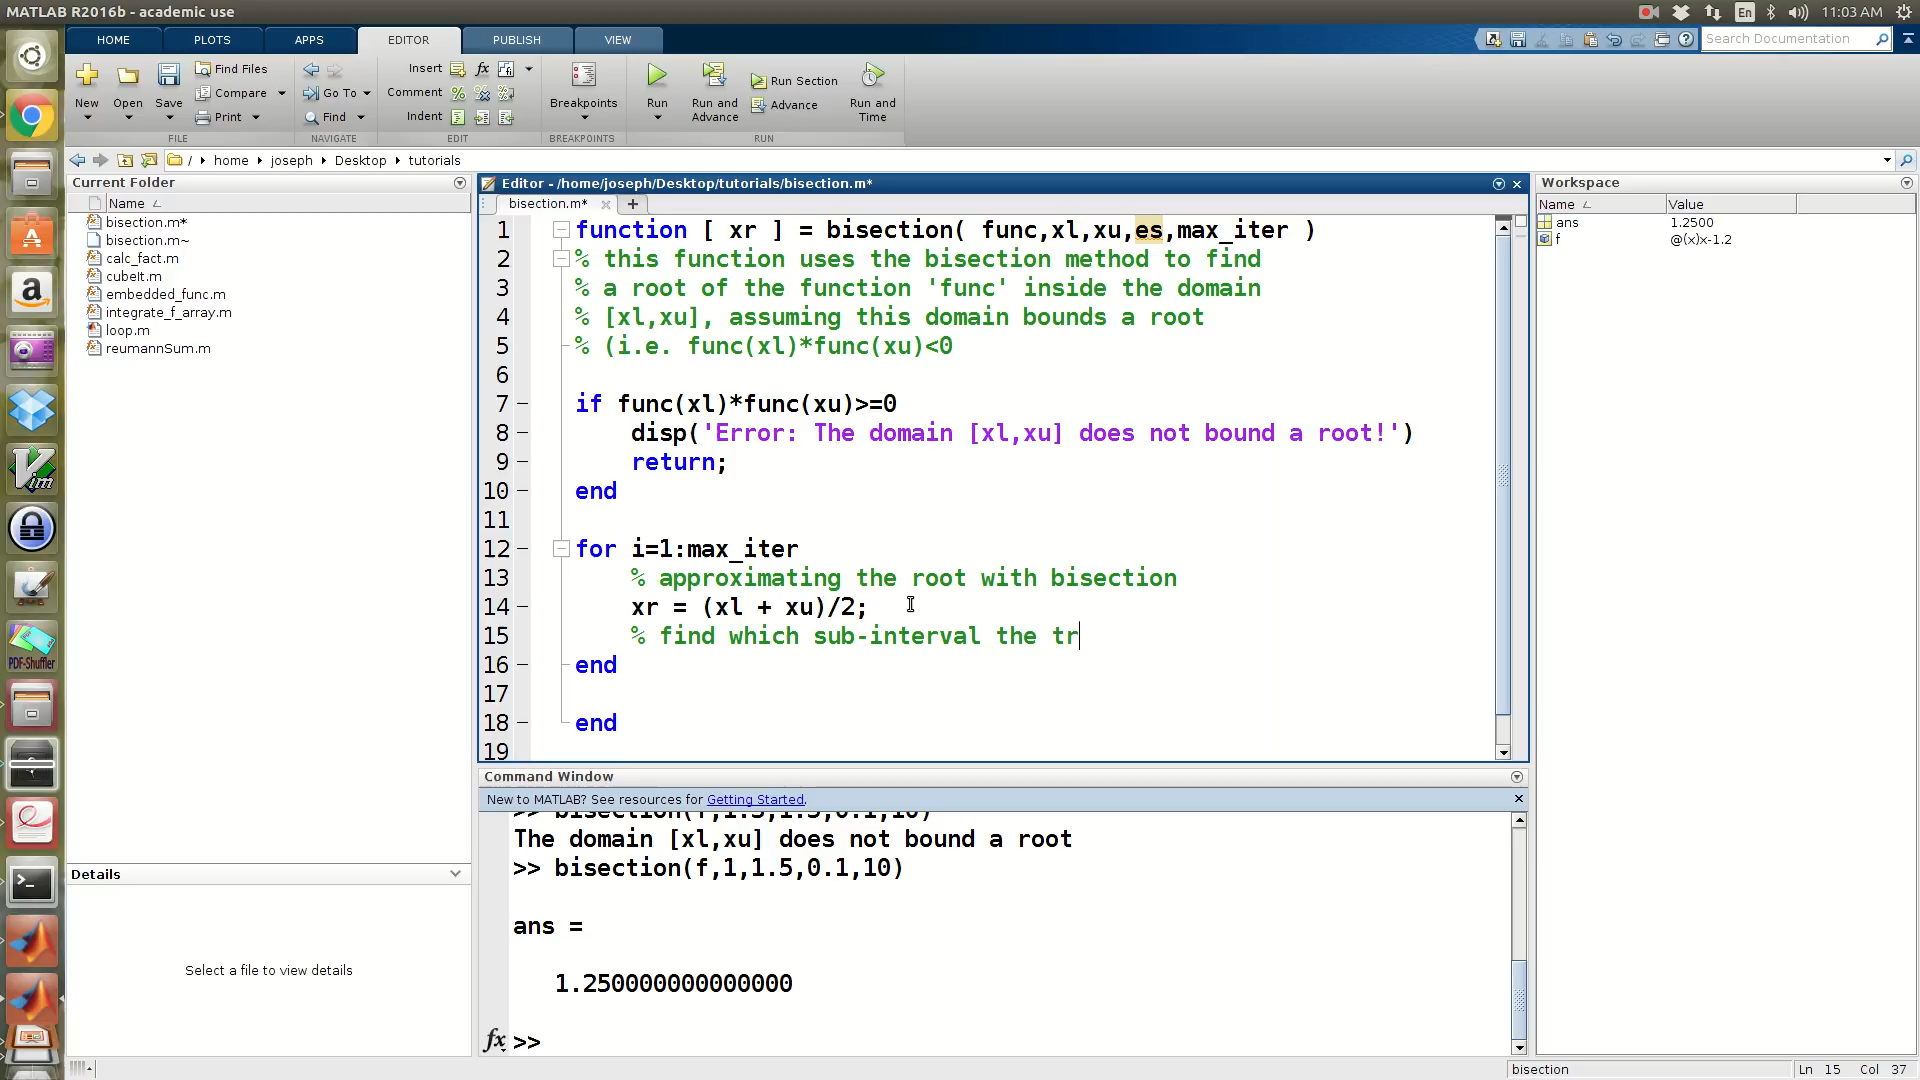 MATLAB R2016b - academic use
En
11:03 AM
HOME
PLOTS
APPS
EDITOR
PUBLISH
VIEW
Search Documentation
New
Open
Save
Find Files
Compare
Print
FILE
Go To
Find
NAVIGATE
Insert
fx
Comment
Indent
EDIT
Breakpoints
BREAKPOINTS
Run
Run and Advance
Run Section
Advance
Run and Time
RUN
/ home joseph Desktop tutorials
Current Folder
Name
bisection.m*
bisection.m~
calc_fact.m
cubeIt.m
embedded_func.m
integrate_f_array.m
loop.m
reumannSum.m
Details
Select a file to view details
Editor - /home/joseph/Desktop/tutorials/bisection.m*
bisection.m*
1 function [ xr ] = bisection( func,xl,xu,es,max_iter )
2 % this function uses the bisection method to find
3 % a root of the function 'func' inside the domain
4 % [xl,xu], assuming this domain bounds a root
5 % (i.e. func(xl)*func(xu)<0
6
7 if func(xl)*func(xu)>=0
8 disp('Error: The domain [xl,xu] does not bound a root!')
9 return;
10 end
11
12 for i=1:max_iter
13 % approximating the root with bisection
14 xr = (xl + xu)/2;
15 % find which sub-interval the tr
16 end
17
18 end
19
Command Window
New to MATLAB? See resources for Getting Started.
The domain [xl,xu] does not bound a root
>> bisection(f,1,1.5,0.1,10)
ans =
1.250000000000000
fx >>
Workspace
Name Value
ans 1.2500
f @(x)x-1.2
PDF-Shuffler
Vim
a
bisection
Ln 15 Col 37